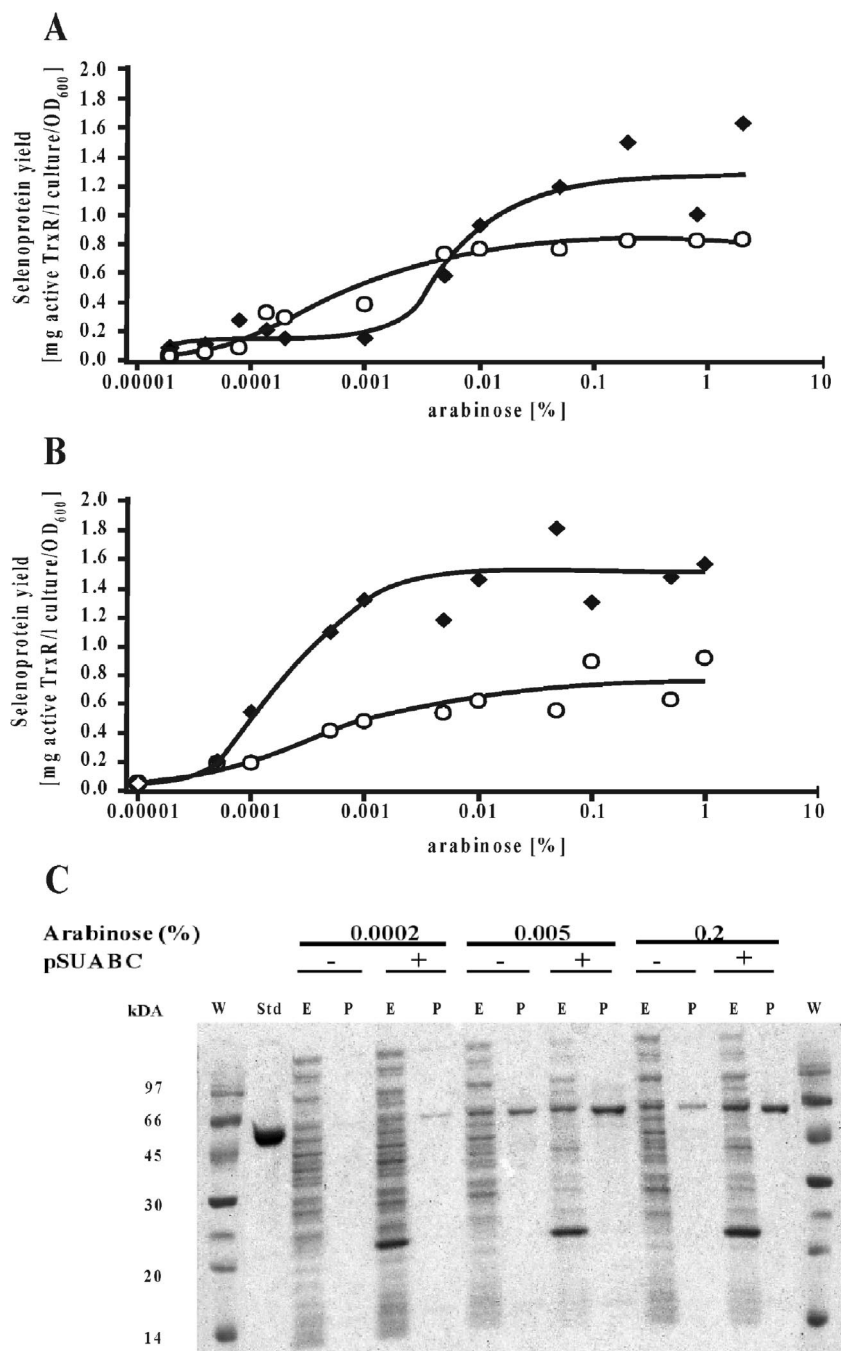 A
Selenoprotein yield
[mg active TrxR/l culture/OD600]
2.0
1.8
1.6
1.4
1.2
1.0
0.8
0.6
0.4
0.2
0.0
0.00001 0.0001 0.001 0.01 0.1 1 10
arabinose [%]
B
Selenoprotein yield
[mg active TrxR/l culture/OD600]
2.0
1.8
1.6
1.4
1.2
1.0
0.8
0.6
0.4
0.2
0.0
0.00001 0.0001 0.001 0.01 0.1 1 10
arabinose [%]
C
Arabinose (%) 0.0002 0.005 0.2
pSUABC - + - + - +
kDA W Std E P E P E P E P E P E P W
97
66
45
30
20
14